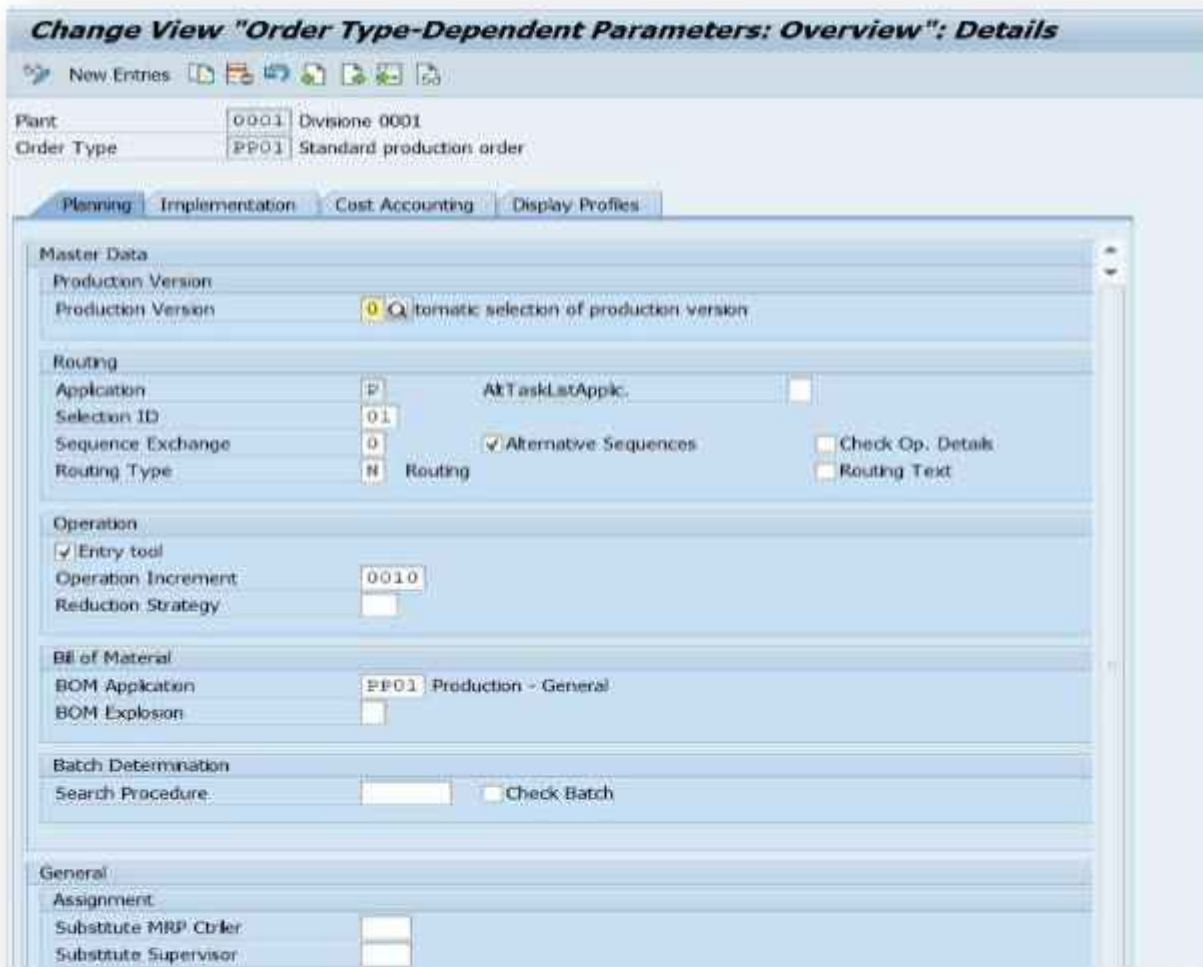 Change View "Order Type-Dependent Parameters: Overview": Details
New Entries
Plant 0001 Divisione 0001
Order Type PP01 Standard production order
Planning Implementation Cost Accounting Display Profiles
Master Data
Production Version
Production Version 0 tomatic selection of production version
Routing
Application P AltTaskListApplic.
Selection ID 01
Sequence Exchange 0 Alternative Sequences Check Op. Details
Routing Type N Routing Routing Text
Operation
Entry tool
Operation Increment 0010
Reduction Strategy
Bill of Material
BOM Application PP01 Production - General
BOM Explosion
Batch Determination
Search Procedure Check Batch
General
Assignment
Substitute MRP Ctrller
Substitute Supervisor